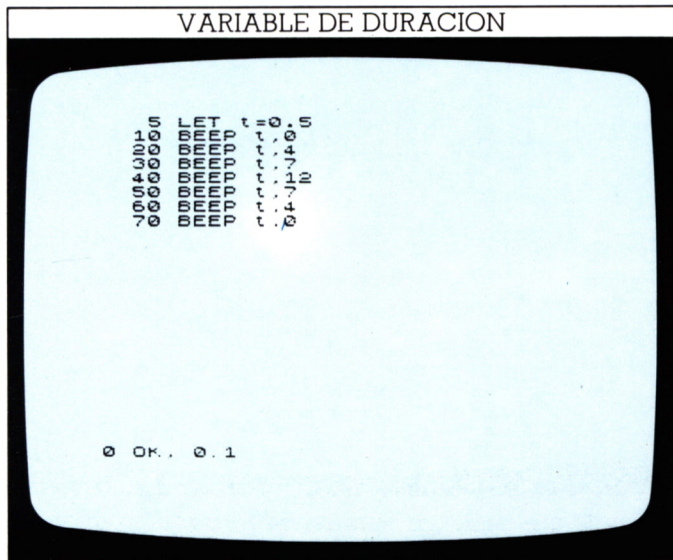 VARIABLE DE DURACION
5 LET t=0.5
10 BEEP t,0
20 BEEP t,4
30 BEEP t,7
40 BEEP t,12
50 BEEP t,7
60 BEEP t,4
70 BEEP t,0
0 OK, 0:1